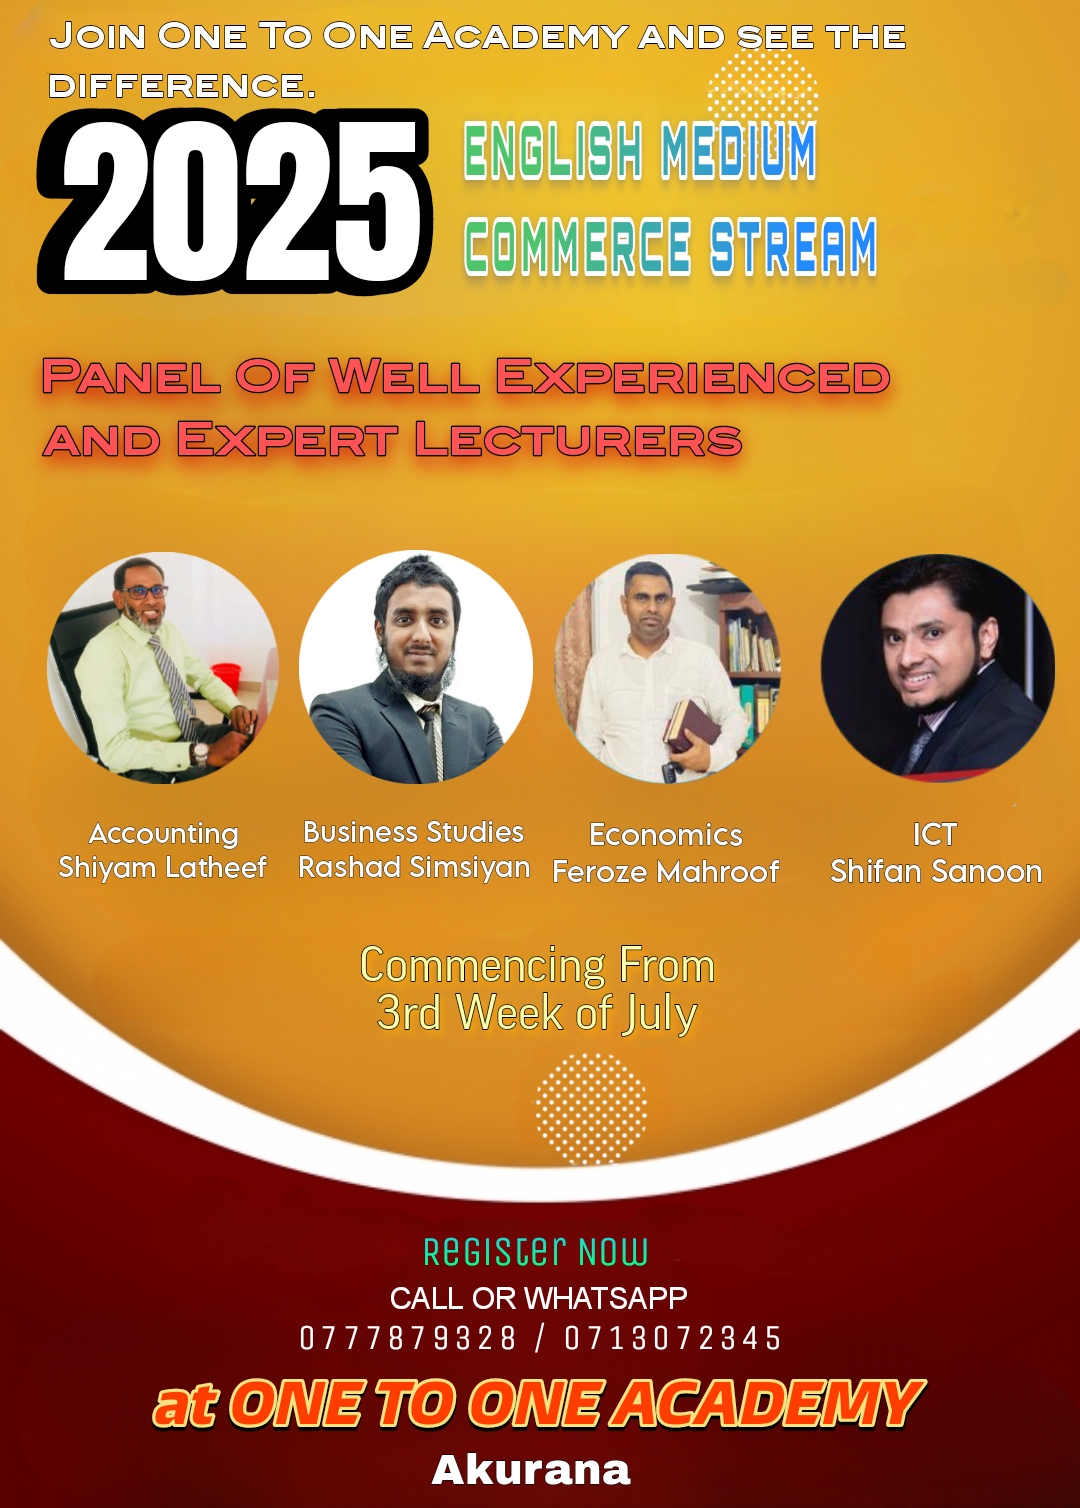 Join One To One Academy and see the
difference.
2025
ENGLISH MEDIUM
COMMERCE STREAM
Panel Of Well Experienced
and Expert Lecturers
Accounting
Shiyam Latheef
Business Studies
Rashad Simsiyan
Economics
Feroze Mahroof
ICT
Shifan Sanoon
Commencing From
3rd Week of July
Register Now
CALL OR WHATSAPP
0777879328 / 0713072345
at ONE TO ONE ACADEMY
Akurana